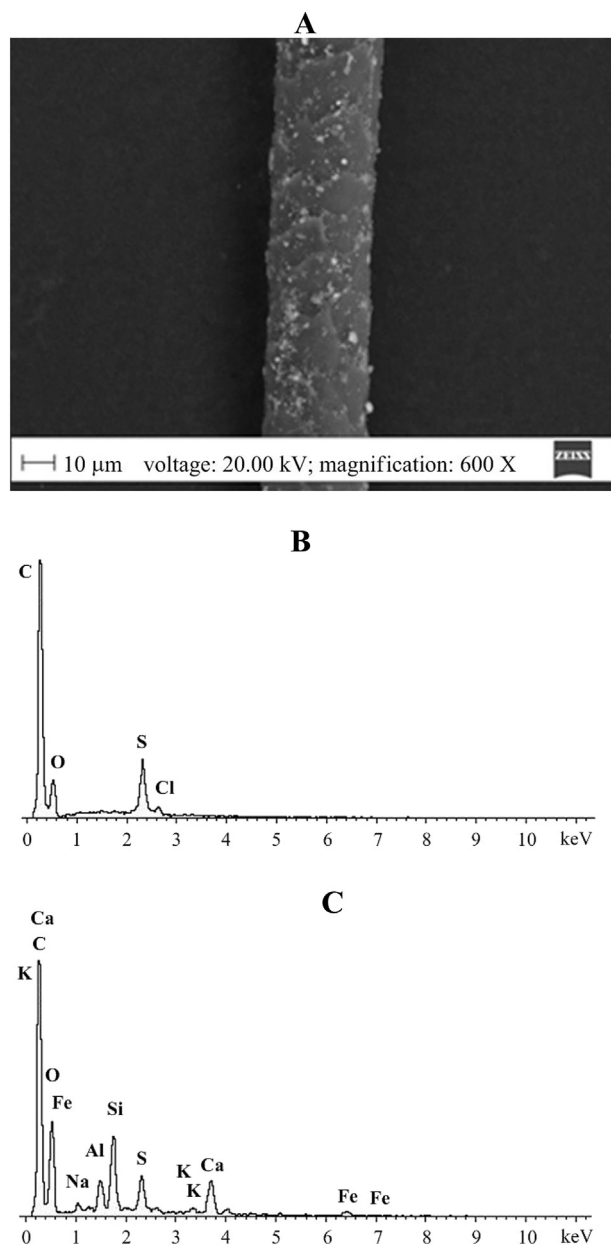 A
10 μm voltage: 20.00 kV; magnification: 600 X
ZEISS
B
C
O
S
Cl
0 1 2 3 4 5 6 7 8 9 10 keV
C
Ca
C
K
O
Fe
Si
Al
Na
S
K
K
Ca
Fe Fe
0 1 2 3 4 5 6 7 8 9 10 keV